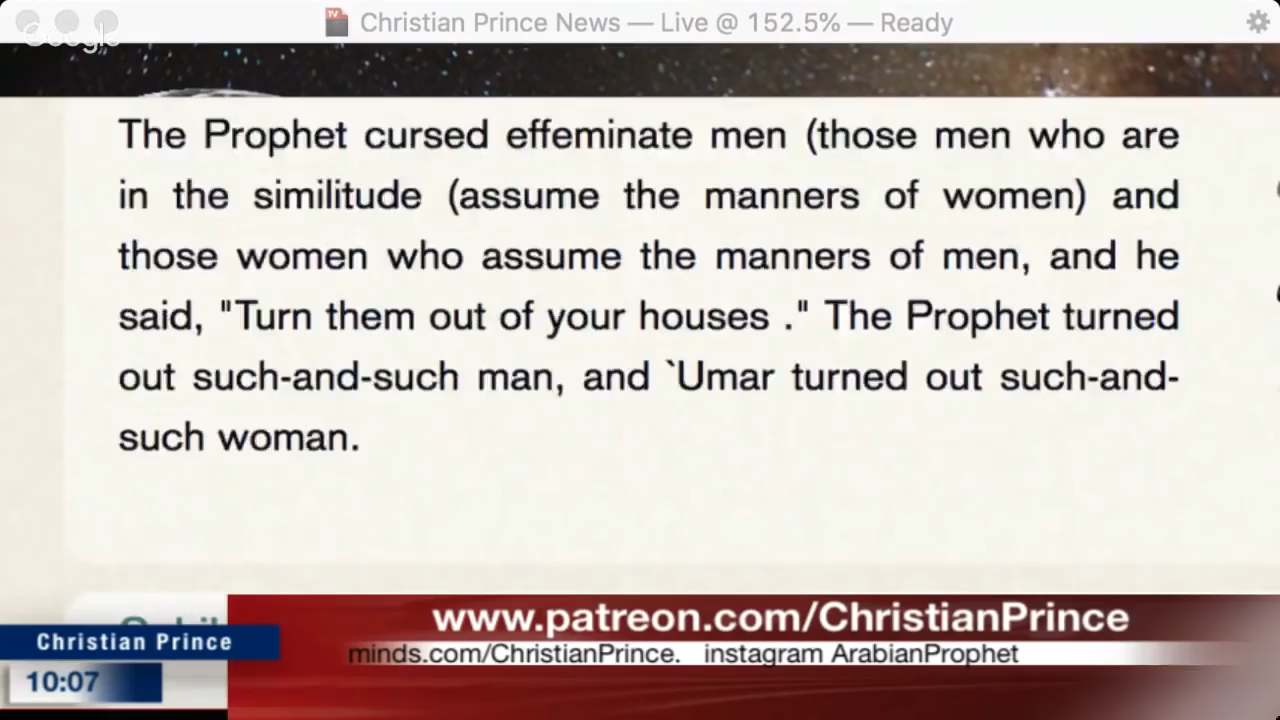 Christian Prince News — Live @ 152.5% — Ready
Google
The Prophet cursed effeminate men (those men who are
in the similitude (assume the manners of women) and
those women who assume the manners of men, and he
said, "Turn them out of your houses ." The Prophet turned
out such-and-such man, and `Umar turned out such-and-
such woman.
www.patreon.com/ChristianPrince
Christian Prince
minds.com/ChristianPrince. instagram ArabianProphet
10:07